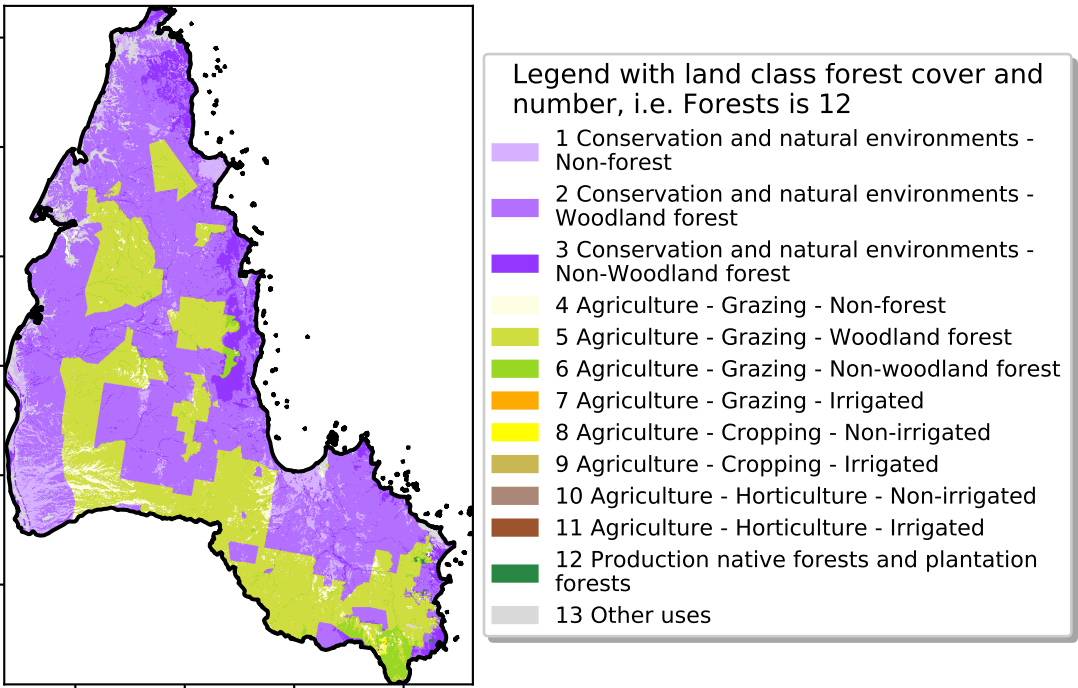 Legend with land class forest cover and
number, i.e. Forests is 12
1 Conservation and natural environments -
Non-forest
2 Conservation and natural environments -
Woodland forest
3 Conservation and natural environments -
Non-Woodland forest
4 Agriculture - Grazing - Non-forest
5 Agriculture - Grazing - Woodland forest
6 Agriculture - Grazing - Non-woodland forest
7 Agriculture - Grazing - Irrigated
8 Agriculture - Cropping - Non-irrigated
9 Agriculture - Cropping - Irrigated
10 Agriculture - Horticulture - Non-irrigated
11 Agriculture - Horticulture - Irrigated
12 Production native forests and plantation
forests
13 Other uses